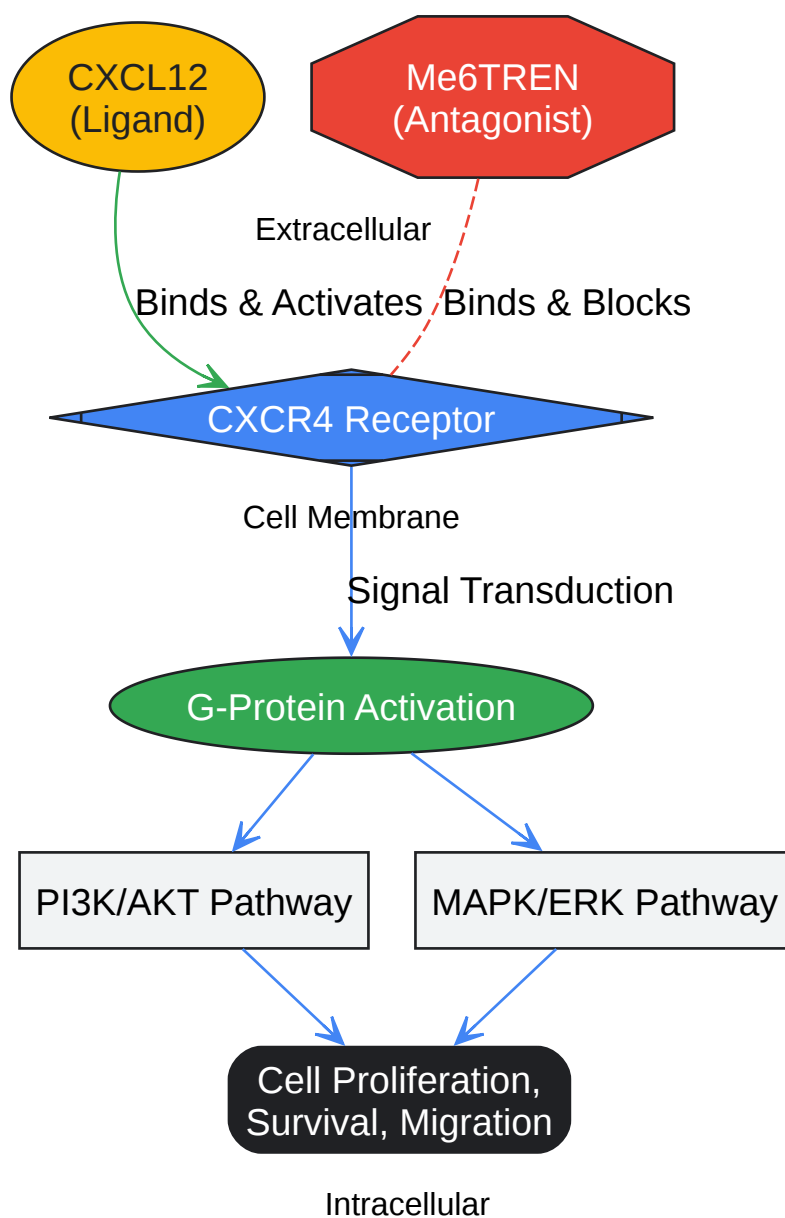 CXCL12
(Ligand)
Me6TREN
(Antagonist)
Extracellular
Binds & Activates
Binds & Blocks
CXCR4 Receptor
Cell Membrane
Signal Transduction
G-Protein Activation
PI3K/AKT Pathway
MAPK/ERK Pathway
Cell Proliferation,
Survival, Migration
Intracellular